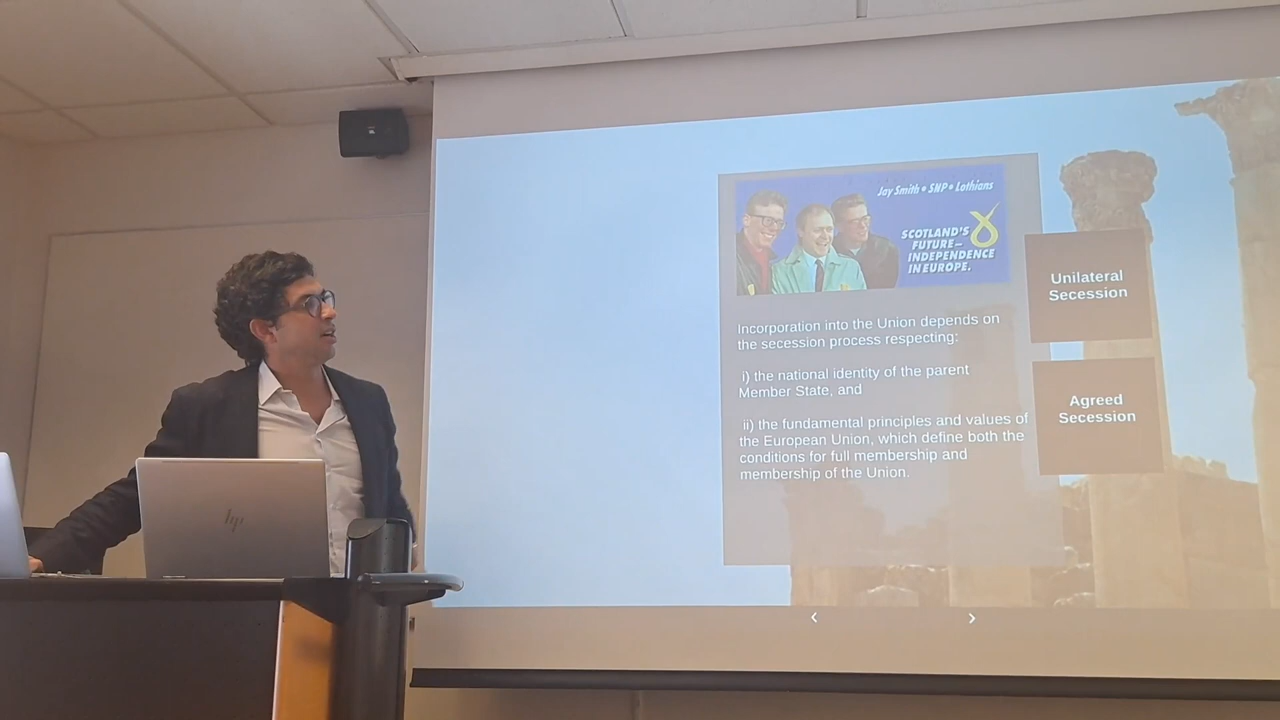 Jay Smith • SNP • Lothians
SCOTLAND'S
FUTURE–
INDEPENDENCE
IN EUROPE.
Incorporation into the Union depends on
the secession process respecting:
i) the national identity of the parent
Member State, and
ii) the fundamental principles and values of
the European Union, which define both the
conditions for full membership and
membership of the Union.
Unilateral
Secession
Agreed
Secession
hp